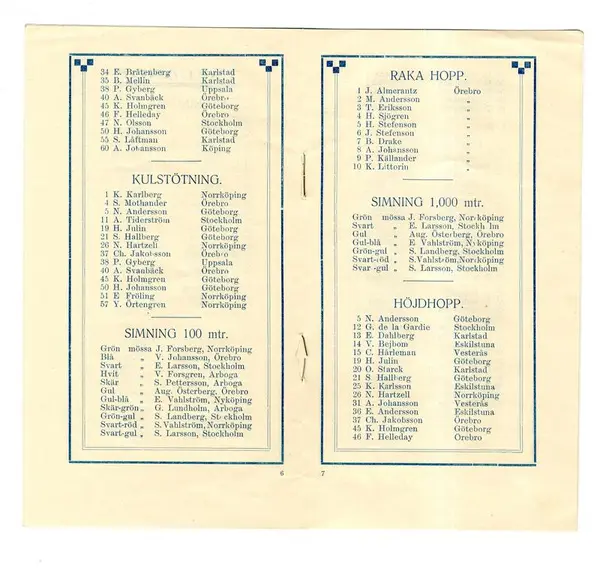 34 E. Bråtenberg Karlstad
35 B. Mellin Karlstad
38 P. Gyberg Uppsala
40 A. Svanbäck Örebro
45 K. Holmgren Göteborg
46 F. Helleday Örebro
47 N. Olsson Stockholm
50 H. Johansson Göteborg
55 S. Låftman Karlstad
60 A. Johansson Köping
KULSTÖTNING.
1 K. Karlberg Norrköping
4 S. Mothander Örebro
5 N. Andersson Göteborg
11 A. Tiderström Stockholm
19 H. Julin Göteborg
21 S. Hallberg Göteborg
26 N. Hartzell Norrköping
37 Ch. Jakobsson Örebro
38 P. Gyberg Uppsala
40 A. Svanbäck Örebro
45 K. Holmgren Göteborg
50 H. Johansson Göteborg
51 E Fröling Norrköping
57 Y. Örtengren Norrköping
SIMNING 100 mtr.
Grön mössa J. Forsberg, Norrköping
Blå „ V. Johansson, Örebro
Svart „ E. Larsson, Stockholm
Hvit „ V. Forsgren, Arboga
Skär „ S. Pettersson, Arboga
Gul „ Aug. Österberg, Örebro
Gul-blå „ E. Vahlström, Nyköping
Skär-grön „ G. Lundholm, Arboga
Grön-gul „ S. Landberg, Stockholm
Svart-röd „ S. Vahlström, Norrköping
Svart-gul „ S. Larsson, Stockholm
6
RAKA HOPP.
1 J. Almerantz Örebro
2 M. Andersson „
3 T. Eriksson „
4 H. Sjögren „
5 H. Stefenson „
6 J. Stefenson „
7 B. Drake „
8 A. Johansson „
9 P. Källander „
10 K. Littorin „
SIMNING 1,000 mtr.
Grön mössa J. Forsberg, Norrköping
Svart „ E. Larsson, Stockholm
Gul „ Aug. Österberg, Örebro
Gul-blå „ E Vahlström, Nyköping
Grön-gul „ S. Landberg, Stockholm
Svart-röd „ S. Vahlström, Norrköping
Svart-gul „ S. Larsson, Stockholm
HÖJDHOPP.
5 N. Andersson Göteborg
12 G. de la Gardie Stockholm
13 E. Dahlberg Karlstad
14 V. Bejbom Eskilstuna
15 C. Hårleman Vesterås
19 H. Julin Göteborg
20 O. Starck Karlstad
21 S. Hallberg Göteborg
25 K. Karlsson Eskilstuna
26 N. Hartzell Norrköping
31 A. Johansson Vesterås
36 E. Andersson Eskilstuna
37 Ch. Jakobsson Örebro
45 K. Holmgren Göteborg
46 F. Helleday Örebro
7